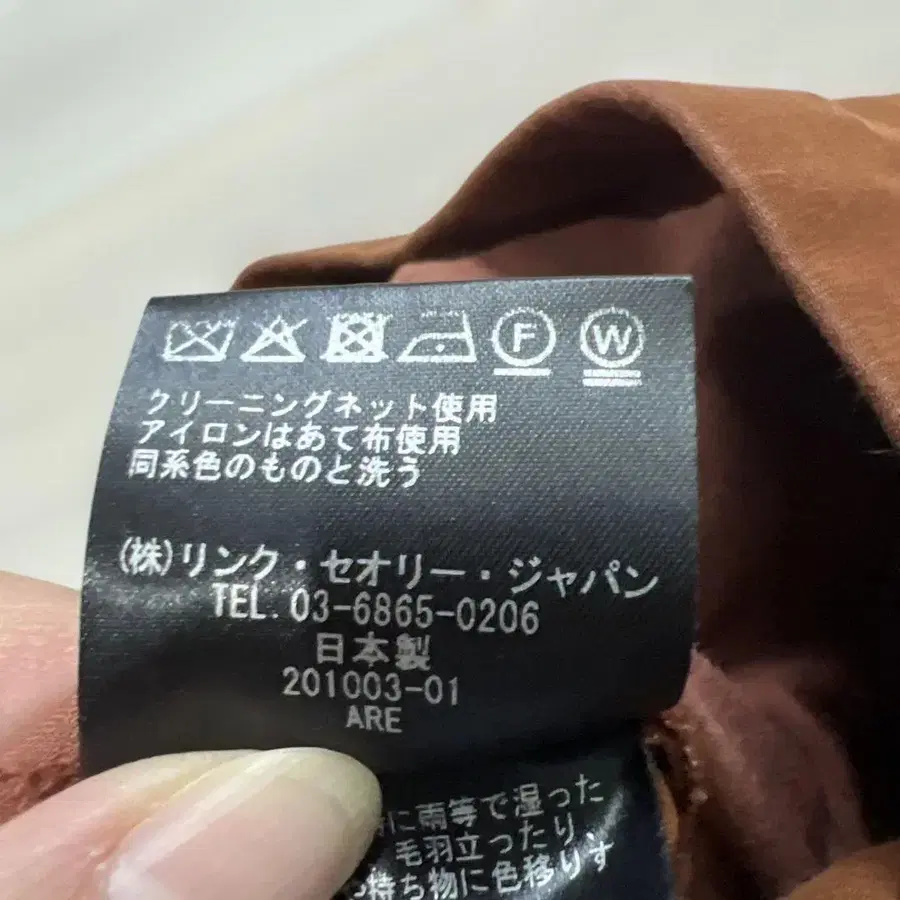 F W
クリーニングネット使用
アイロンはあて布使用
同系色のものと洗う
(株)リンク・セオリー・ジャパン
TEL. 03-6865-0206
日本製
201003-01
ARE
に雨等で湿った
毛羽立ったり
持ち物に色移りす